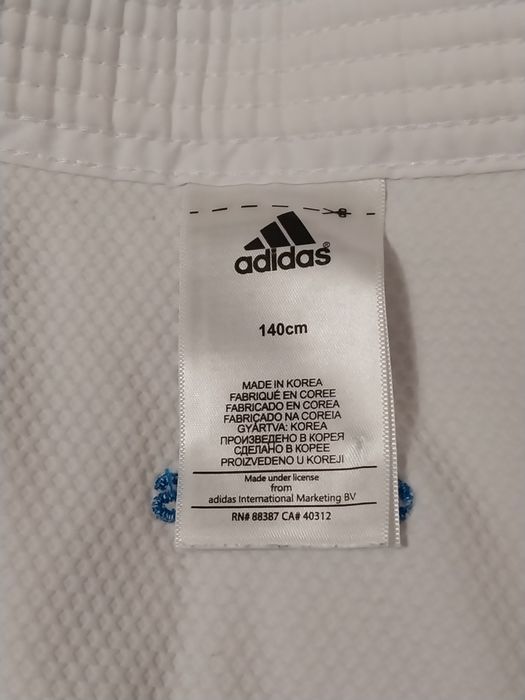 adidas®
140cm
MADE IN KOREA
FABRIQUÉ EN COREE
FABRICADO EN COREA
FABRICADO NA COREIA
GYÁRTVA: KOREA
ПРОИЗВЕДЕНО В КОРЕЯ
СДЕЛАНО В КОРЕЕ
PROIZVEDENO U KOREJI
Made under license
from
adidas International Marketing BV
RN# 88387 CA# 40312